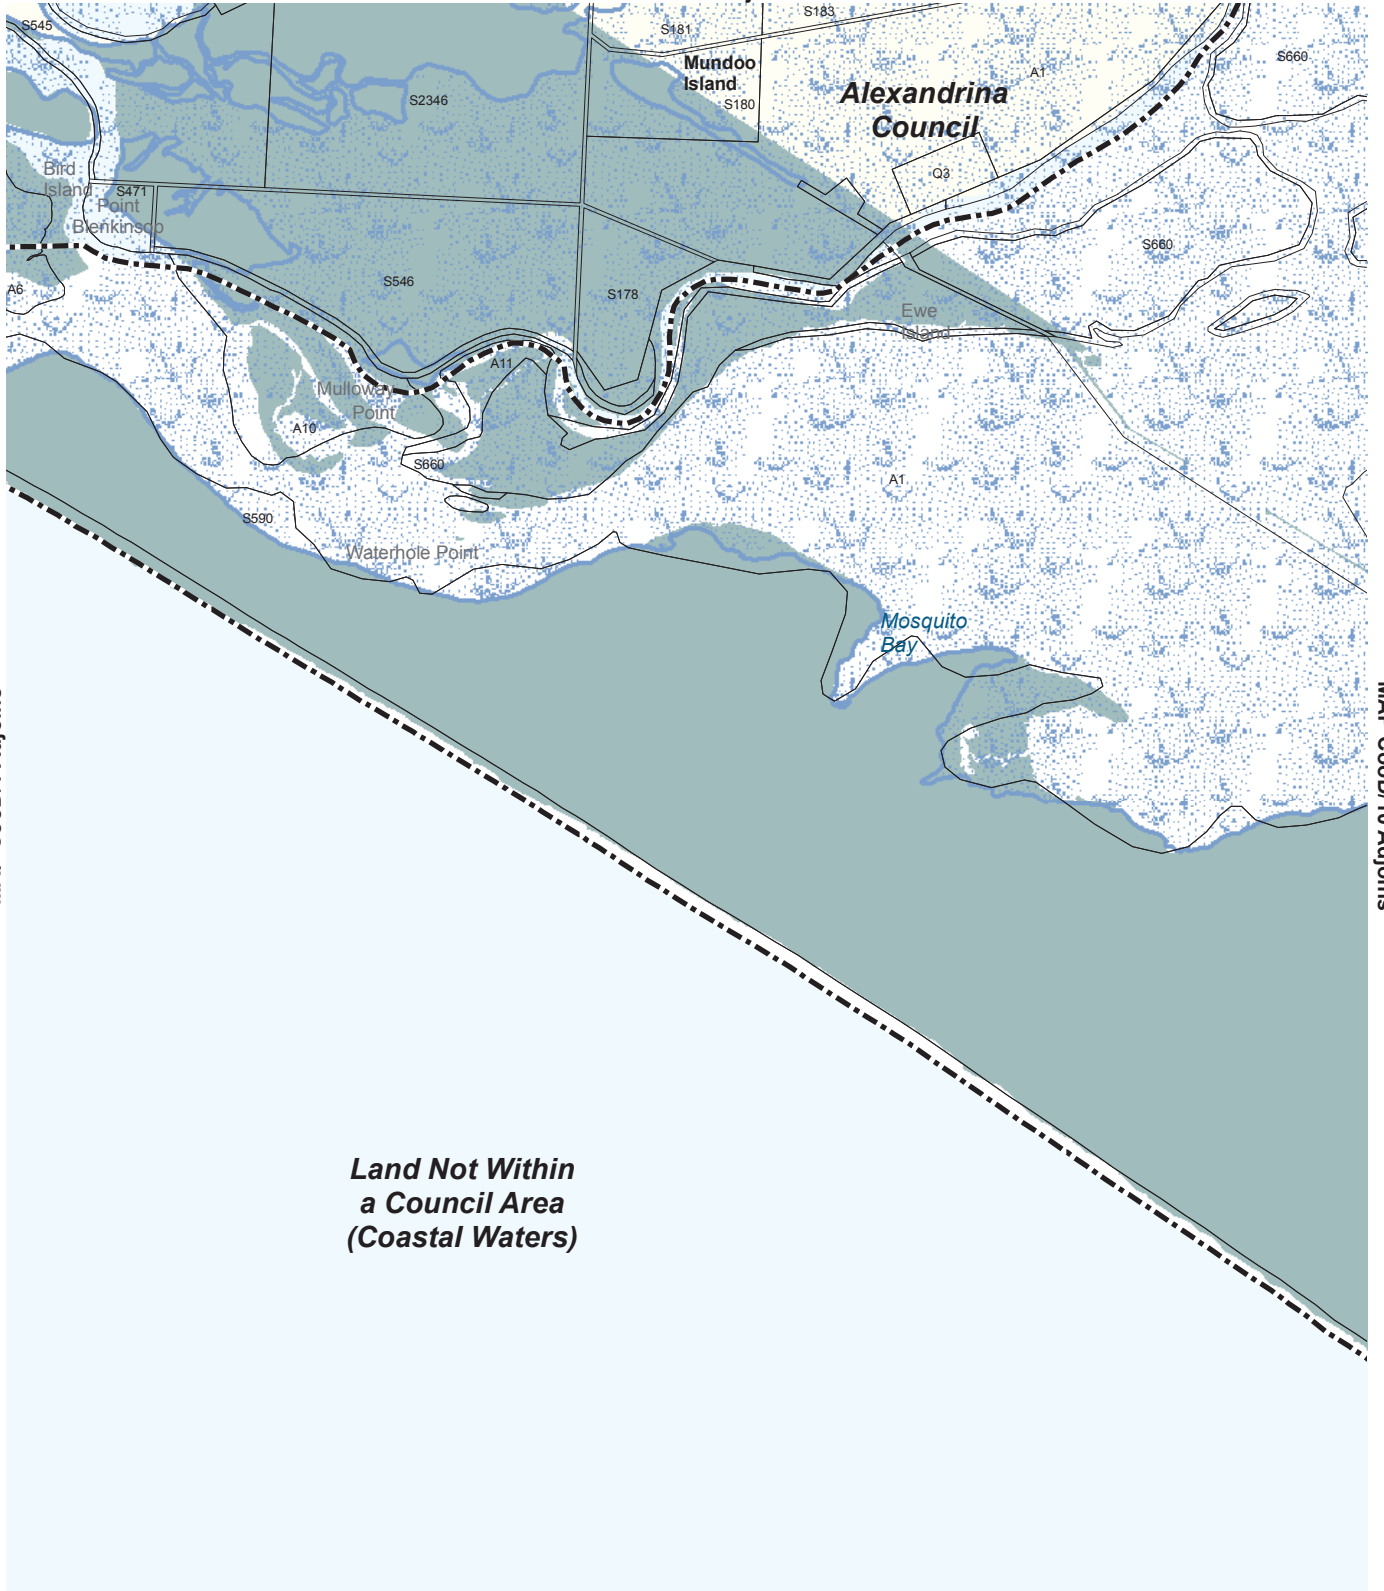 S545
S181
S183
Mundoo
Island
S180
A1
S660
S2346
Alexandrina
Council
Q3
Bird
Island
S471
Point
Blenkinsop
S660
A6
S546
S178
Ewe
Island
A11
Mulloway
Point
A10
S660
A1
S590
Waterhole Point
Mosquito
Bay
Land Not Within
a Council Area
(Coastal Waters)